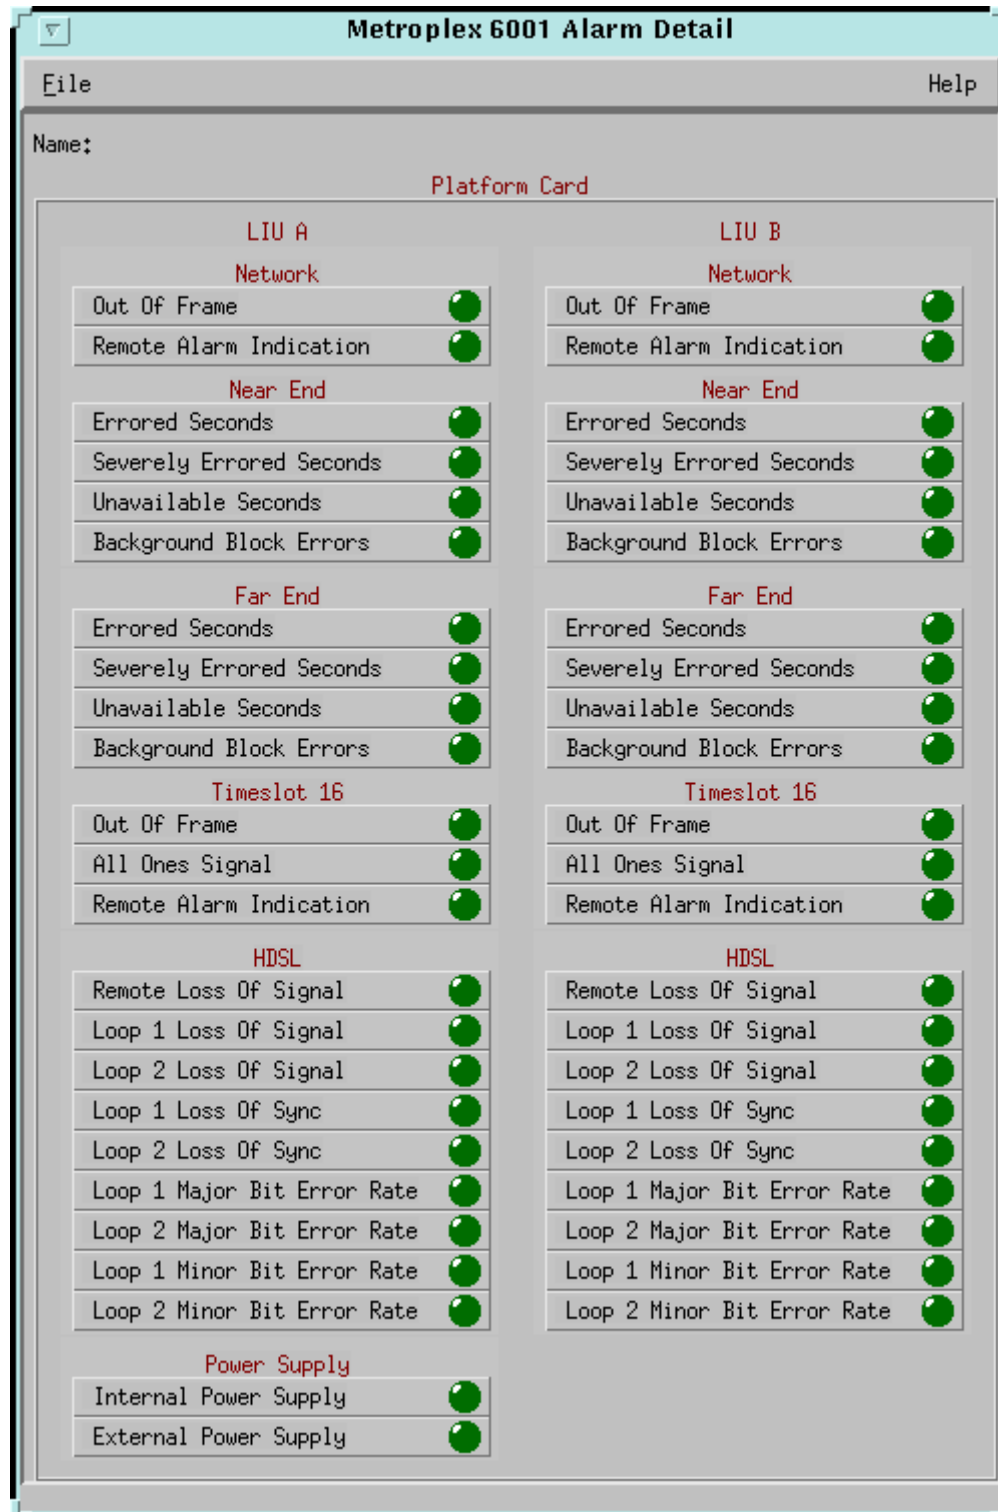 Metroplex 6001 Alarm Detail
File Help
Name:
Platform Card
LIU A LIU B
Network Network
Out Of Frame Out Of Frame
Remote Alarm Indication Remote Alarm Indication
Near End Near End
Errored Seconds Errored Seconds
Severely Errored Seconds Severely Errored Seconds
Unavailable Seconds Unavailable Seconds
Background Block Errors Background Block Errors
Far End Far End
Errored Seconds Errored Seconds
Severely Errored Seconds Severely Errored Seconds
Unavailable Seconds Unavailable Seconds
Background Block Errors Background Block Errors
Timeslot 16 Timeslot 16
Out Of Frame Out Of Frame
All Ones Signal All Ones Signal
Remote Alarm Indication Remote Alarm Indication
HDSL HDSL
Remote Loss Of Signal Remote Loss Of Signal
Loop 1 Loss Of Signal Loop 1 Loss Of Signal
Loop 2 Loss Of Signal Loop 2 Loss Of Signal
Loop 1 Loss Of Sync Loop 1 Loss Of Sync
Loop 2 Loss Of Sync Loop 2 Loss Of Sync
Loop 1 Major Bit Error Rate Loop 1 Major Bit Error Rate
Loop 2 Major Bit Error Rate Loop 2 Major Bit Error Rate
Loop 1 Minor Bit Error Rate Loop 1 Minor Bit Error Rate
Loop 2 Minor Bit Error Rate Loop 2 Minor Bit Error Rate
Power Supply
Internal Power Supply
External Power Supply